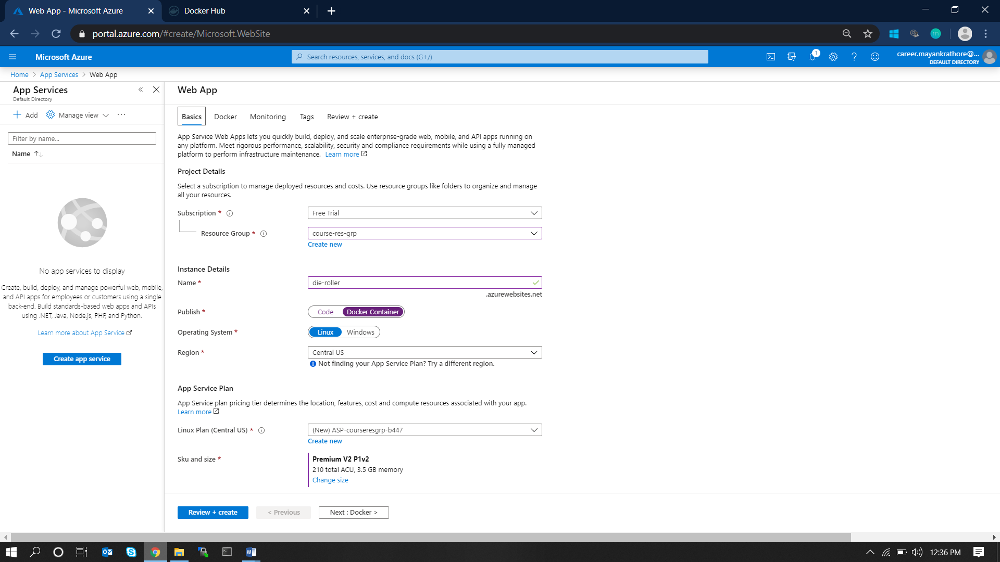 Web App - Microsoft Azure
Docker Hub
portal.azure.com/#create/Microsoft.WebSite
m
Microsoft Azure
Search resources, services, and docs (G+/)
1
career.mayankrathore@...
DEFAULT DIRECTORY
Home > App Services > Web App
App Services
Default Directory
Add
Manage view
Filter by name...
Name
No app services to display
Create, build, deploy, and manage powerful web, mobile,
and API apps for employees or customers using a single
back-end. Build standards-based web apps and APIs
using .NET, Java, Node.js, PHP, and Python.
Learn more about App Service
Create app service
Web App
Basics Docker Monitoring Tags Review + create
App Service Web Apps lets you quickly build, deploy, and scale enterprise-grade web, mobile, and API apps running on
any platform. Meet rigorous performance, scalability, security and compliance requirements while using a fully managed
platform to perform infrastructure maintenance. Learn more
Project Details
Select a subscription to manage deployed resources and costs. Use resource groups like folders to organize and manage
all your resources.
Subscription *
Free Trial
Resource Group *
course-res-grp
Create new
Instance Details
Name *
die-roller
.azurewebsites.net
Publish *
Code Docker Container
Operating System *
Linux Windows
Region *
Central US
Not finding your App Service Plan? Try a different region.
App Service Plan
App Service plan pricing tier determines the location, features, cost and compute resources associated with your app.
Learn more
Linux Plan (Central US) *
(New) ASP-courseresgrp-b447
Create new
Sku and size *
Premium V2 P1v2
210 total ACU, 3.5 GB memory
Change size
Review + create
< Previous
Next : Docker >
12:36 PM